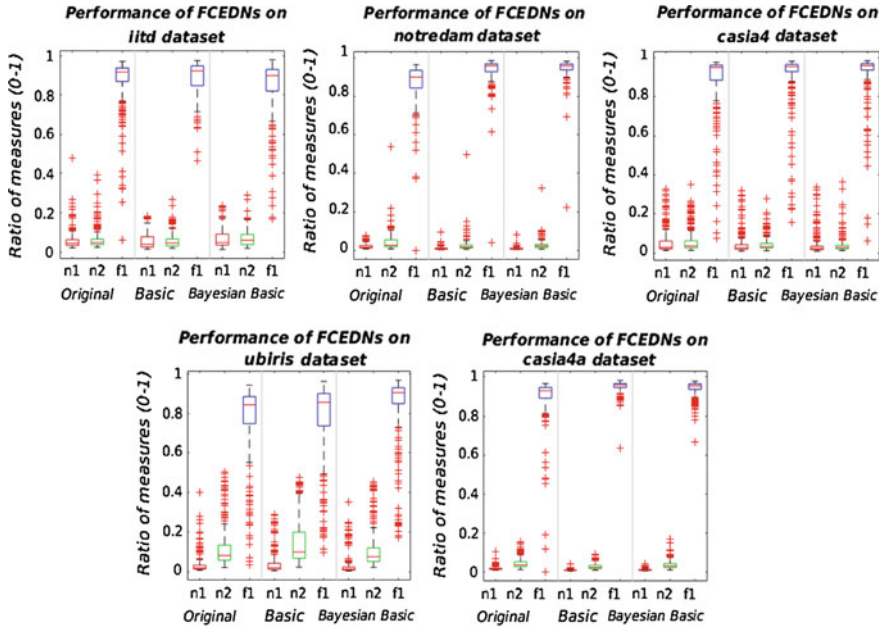 Performance of FCEDNs on
iitd dataset
Ratio of measures (0-1)
1
0.8
0.6
0.4
0.2
0
n1 n2 f1 n1 n2 f1 n1 n2 f1
Original Basic Bayesian Basic
Performance of FCEDNs on
notredam dataset
Ratio of measures (0-1)
1
0.8
0.6
0.4
0.2
0
n1 n2 f1 n1 n2 f1 n1 n2 f1
Original Basic Bayesian Basic
Performance of FCEDNs on
casia4 dataset
Ratio of measures (0-1)
1
0.8
0.6
0.4
0.2
0
n1 n2 f1 n1 n2 f1 n1 n2 f1
Original Basic Bayesian Basic
Performance of FCEDNs on
ubiris dataset
Ratio of measures (0-1)
1
0.8
0.6
0.4
0.2
0
n1 n2 f1 n1 n2 f1 n1 n2 f1
Original Basic Bayesian Basic
Performance of FCEDNs on
casia4a dataset
Ratio of measures (0-1)
1
0.8
0.6
0.4
0.2
0
n1 n2 f1 n1 n2 f1 n1 n2 f1
Original Basic Bayesian Basic